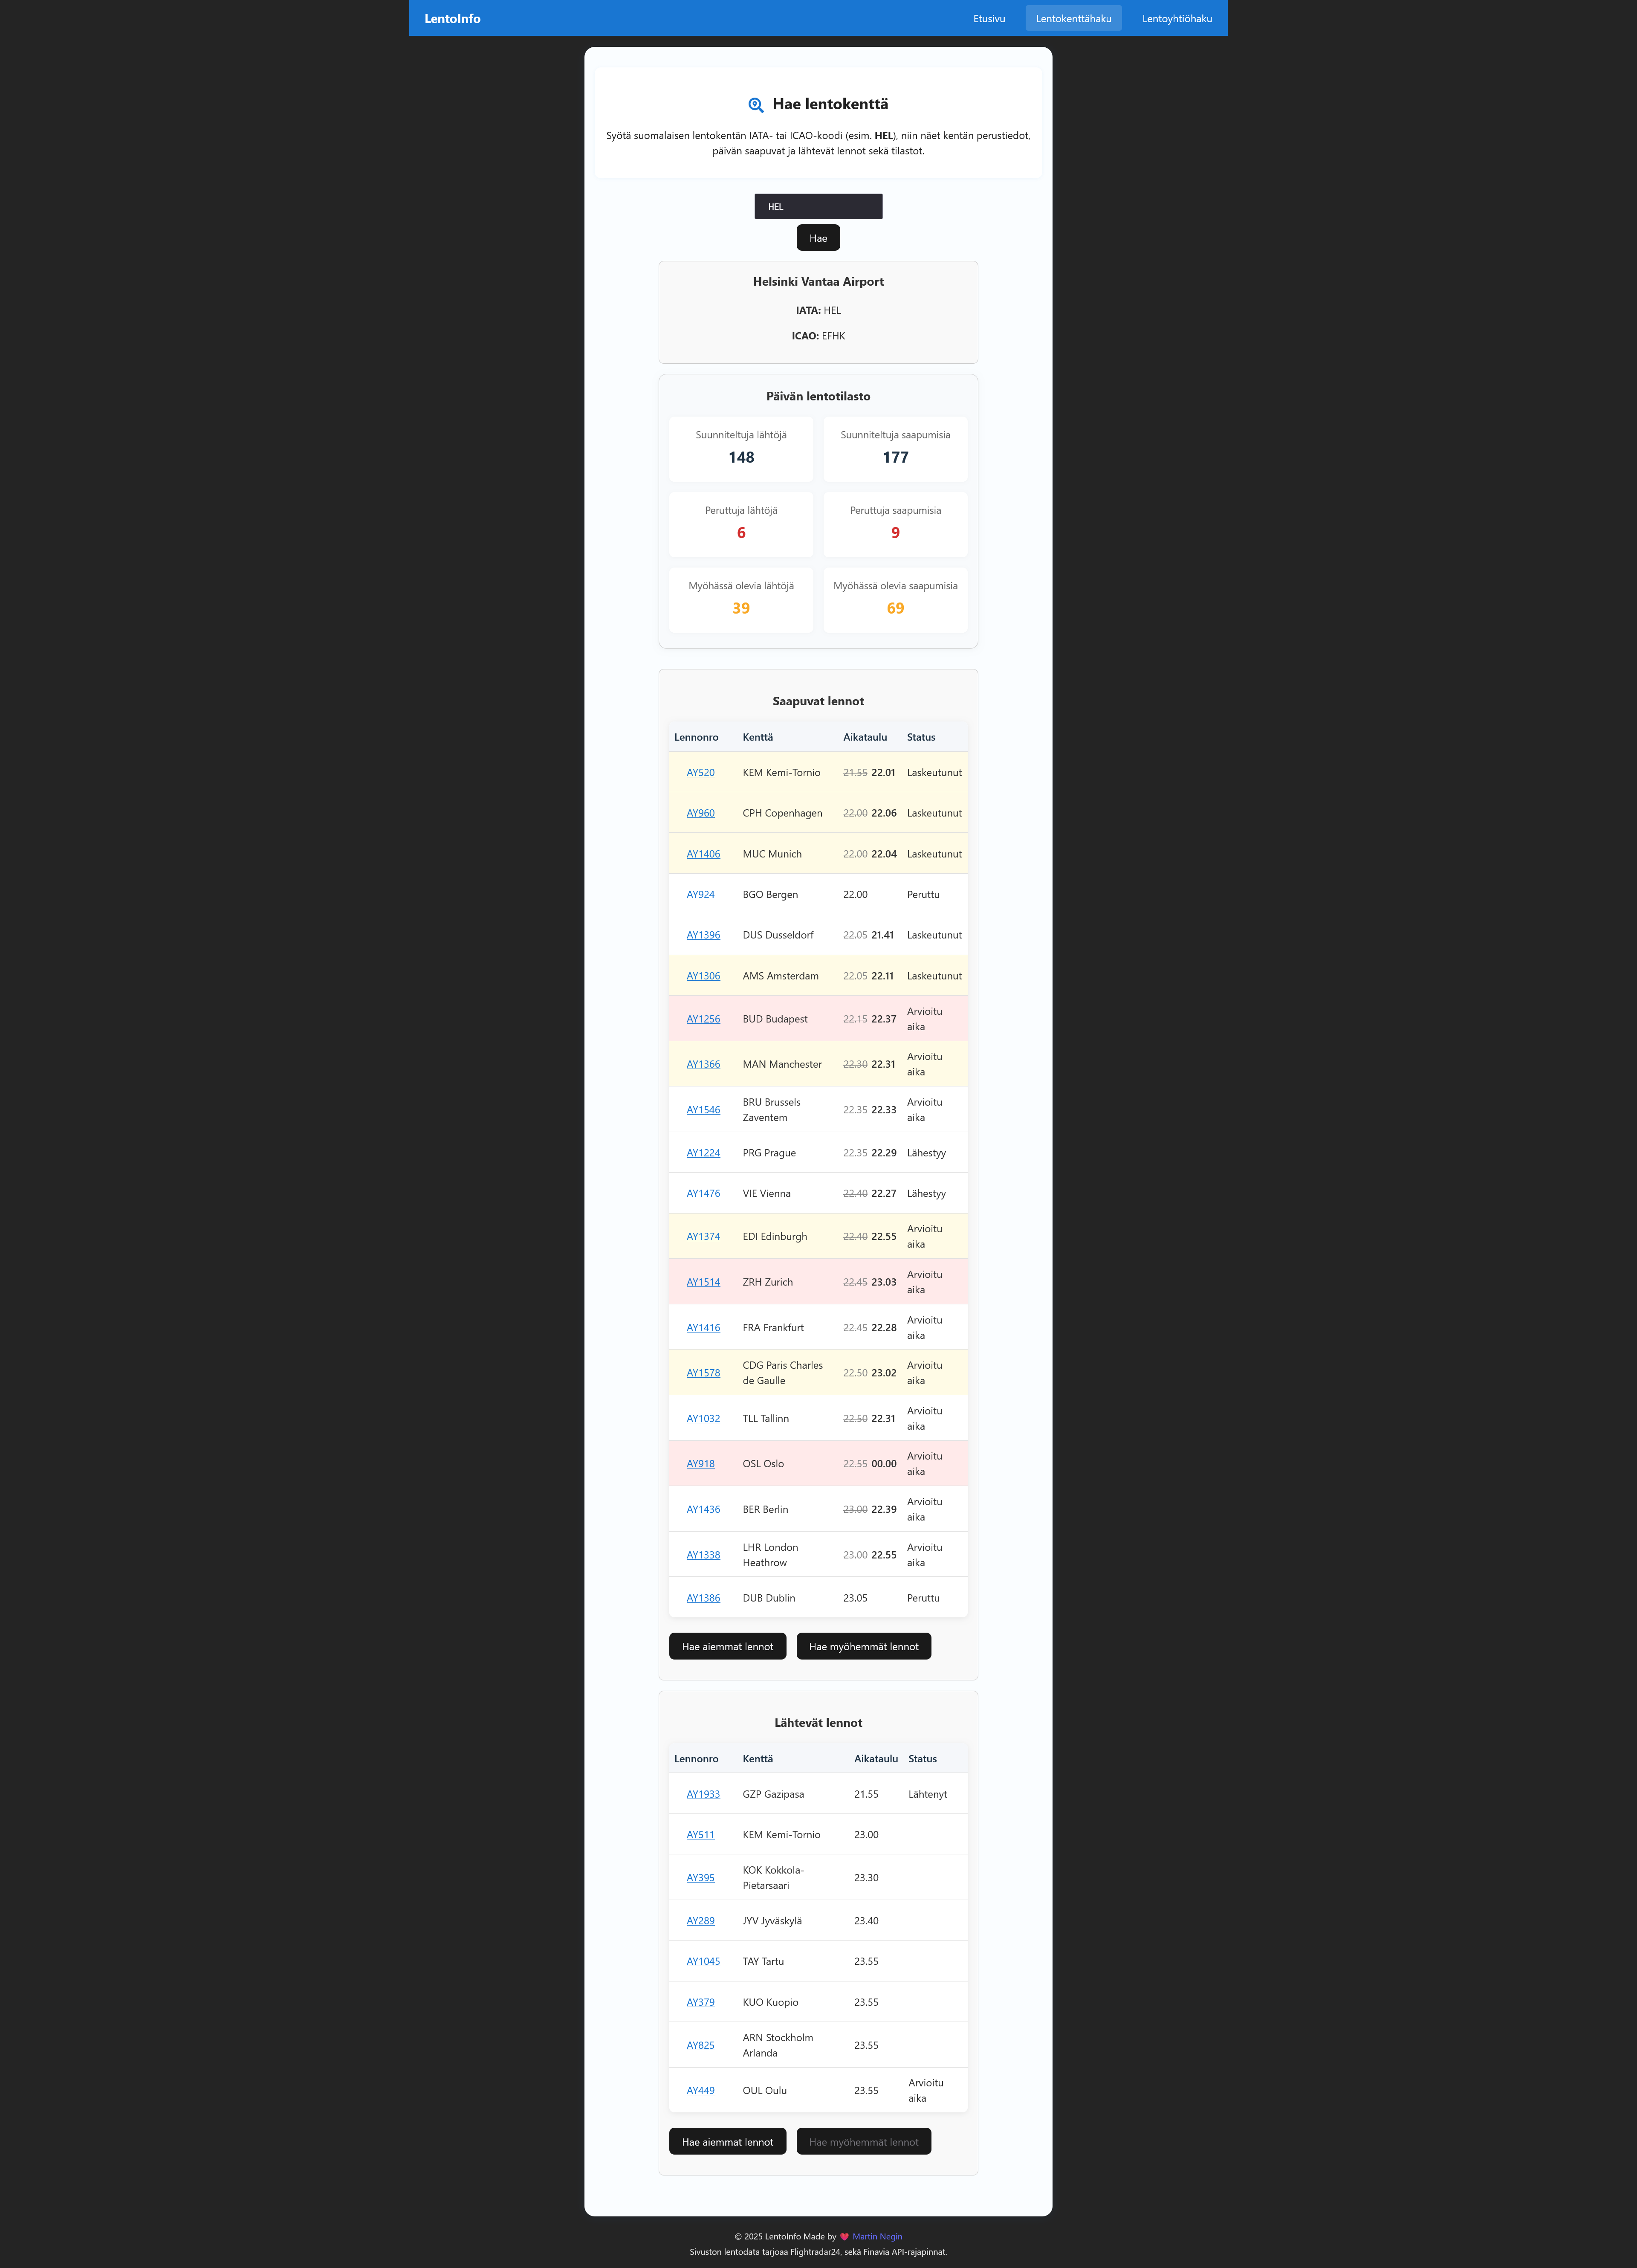 LentoInfo Etusivu Lentokenttähaku Lentoyhtiöhaku
Hae lentokenttä
Syötä suomalaisen lentokentän IATA- tai ICAO-koodi (esim. HEL), niin näet kentän perustiedot,
päivän saapuvat ja lähtevät lennot sekä tilastot.
HEL
Hae
Helsinki Vantaa Airport
IATA: HEL
ICAO: EFHK
Päivän lentotilasto
Suunniteltuja lähtöjä Suunniteltuja saapumisia
148 177
Peruttuja lähtöjä Peruttuja saapumisia
6 9
Myöhässä olevia lähtöjä Myöhässä olevia saapumisia
39 69
Saapuvat lennot
Lennonro Kenttä Aikataulu Status
AY520 KEM Kemi-Tornio 21.55 22.01 Laskeutunut
AY960 CPH Copenhagen 22.00 22.06 Laskeutunut
AY1406 MUC Munich 22.00 22.04 Laskeutunut
AY924 BGO Bergen 22.00 Peruttu
AY1396 DUS Dusseldorf 22.05 21.41 Laskeutunut
AY1306 AMS Amsterdam 22.05 22.11 Laskeutunut
AY1256 BUD Budapest 22.15 22.37 Arvioitu
aika
AY1366 MAN Manchester 22.30 22.31 Arvioitu
aika
AY1546 BRU Brussels
Zaventem 22.35 22.33 Arvioitu
aika
AY1224 PRG Prague 22.35 22.29 Lähestyy
AY1476 VIE Vienna 22.40 22.27 Lähestyy
AY1374 EDI Edinburgh 22.40 22.55 Arvioitu
aika
AY1514 ZRH Zurich 22.45 23.03 Arvioitu
aika
AY1416 FRA Frankfurt 22.45 22.28 Arvioitu
aika
AY1578 CDG Paris Charles
de Gaulle 22.50 23.02 Arvioitu
aika
AY1032 TLL Tallinn 22.50 22.31 Arvioitu
aika
AY918 OSL Oslo 22.55 00.00 Arvioitu
aika
AY1436 BER Berlin 23.00 22.39 Arvioitu
aika
AY1338 LHR London
Heathrow 23.00 22.55 Arvioitu
aika
AY1386 DUB Dublin 23.05 Peruttu
Hae aiemmat lennot Hae myöhemmät lennot
Lähtevät lennot
Lennonro Kenttä Aikataulu Status
AY1933 GZP Gazipasa 21.55 Lähtenyt
AY511 KEM Kemi-Tornio 23.00
AY395 KOK Kokkola-
Pietarsaari 23.30
AY289 JYV Jyväskylä 23.40
AY1045 TAY Tartu 23.55
AY379 KUO Kuopio 23.55
AY825 ARN Stockholm
Arlanda 23.55
AY449 OUL Oulu 23.55 Arvioitu
aika
Hae aiemmat lennot Hae myöhemmät lennot
© 2025 LentoInfo Made by ❤️ Martin Negin
Sivuston lentodata tarjoaa Flightradar24, sekä Finavia API-rajapinnat.